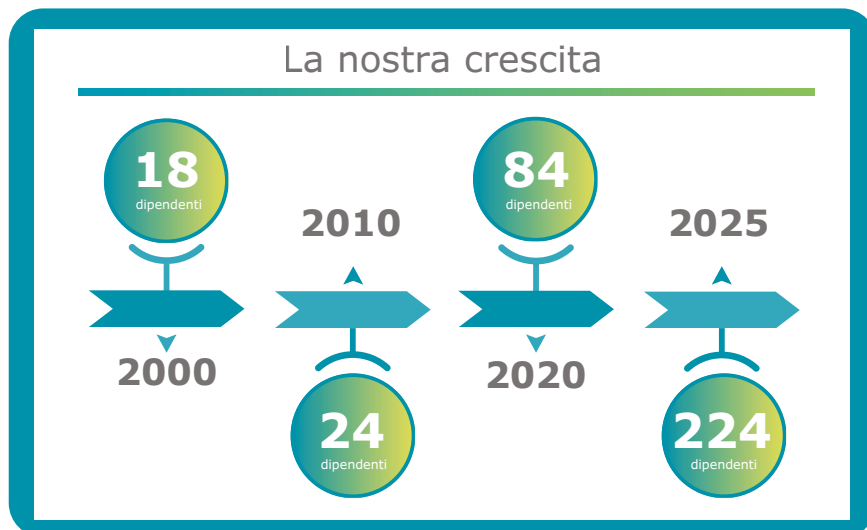 La nostra crescita
18
dipendenti
2000
2010
24
dipendenti
84
dipendenti
2020
2025
224
dipendenti